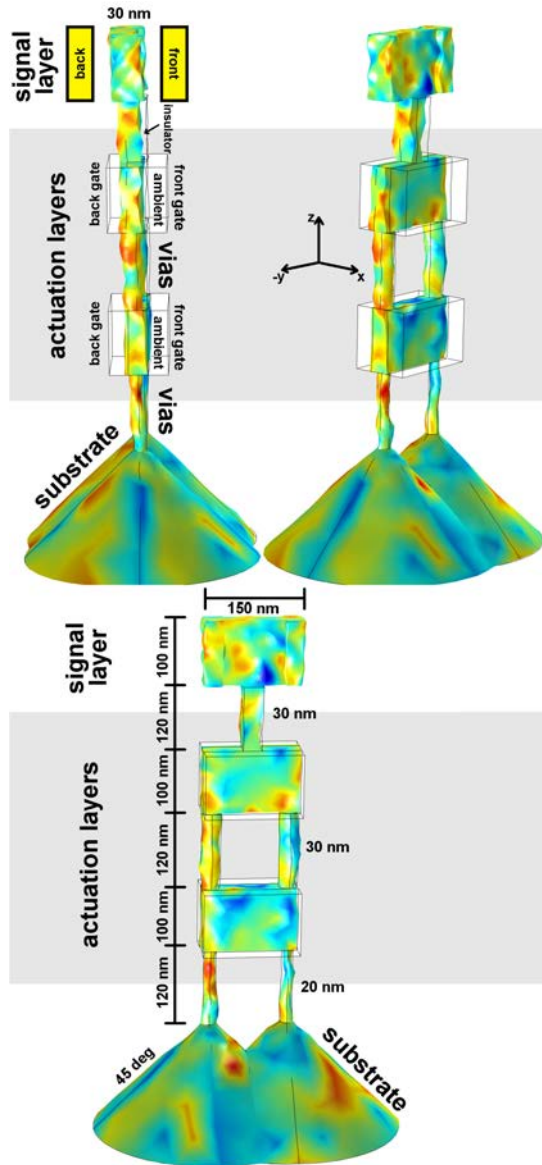 30 nm
signal
layer
back
front
insulator
actuation layers
back gate
ambient
front gate
vias
back gate
ambient
front gate
vias
substrate
z
-y
x
150 nm
signal
layer
100 nm
120 nm
30 nm
actuation layers
100 nm
120 nm
30 nm
100 nm
120 nm
20 nm
45 deg
substrate